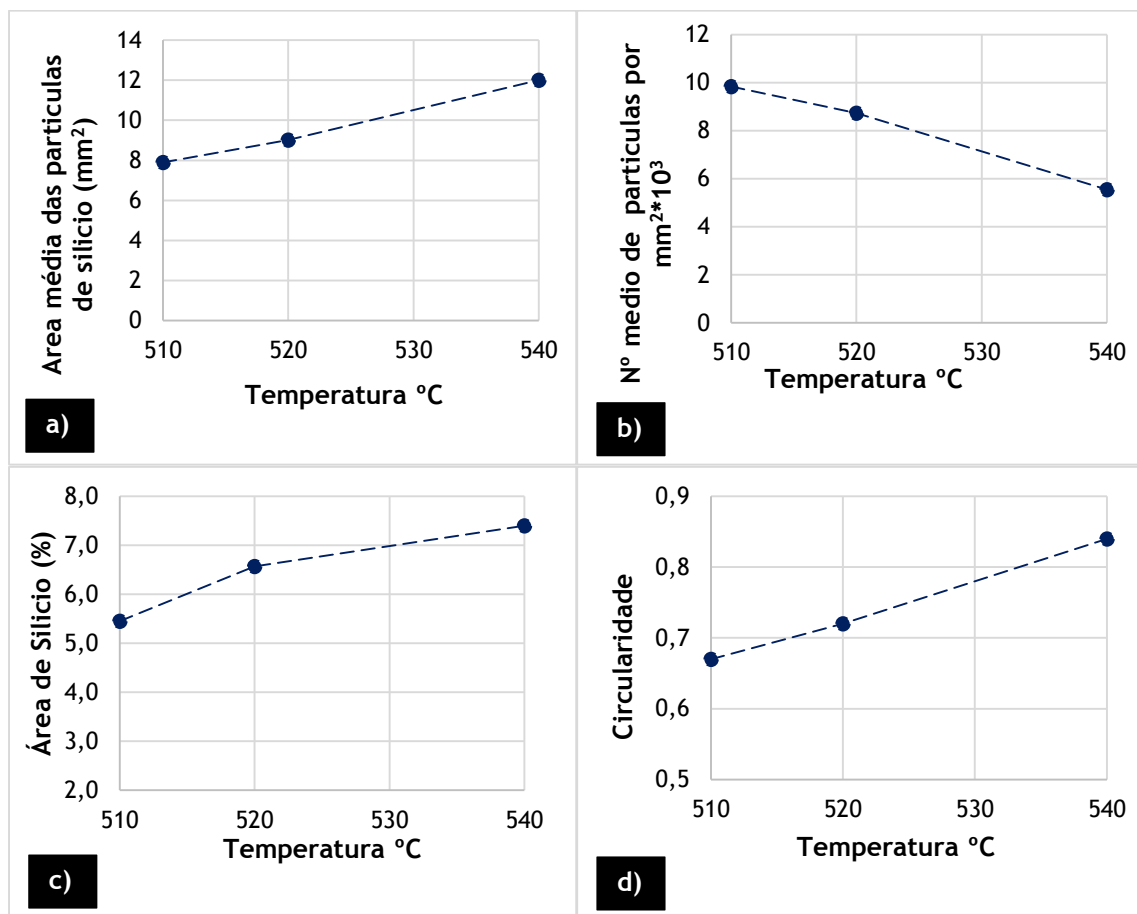 Area média das particulas
de silicio (mm²)
14
12
10
8
6
4
2
0
510 520 530 540
Temperatura ºC
a)
Nº medio de particulas por
mm²*10³
12
10
8
6
4
2
0
510 520 530 540
Temperatura ºC
b)
Área de Silicio (%)
8,0
7,0
6,0
5,0
4,0
3,0
2,0
510 520 530 540
Temperatura ºC
c)
Circularidade
0,9
0,8
0,7
0,6
0,5
510 520 530 540
Temperatura ºC
d)